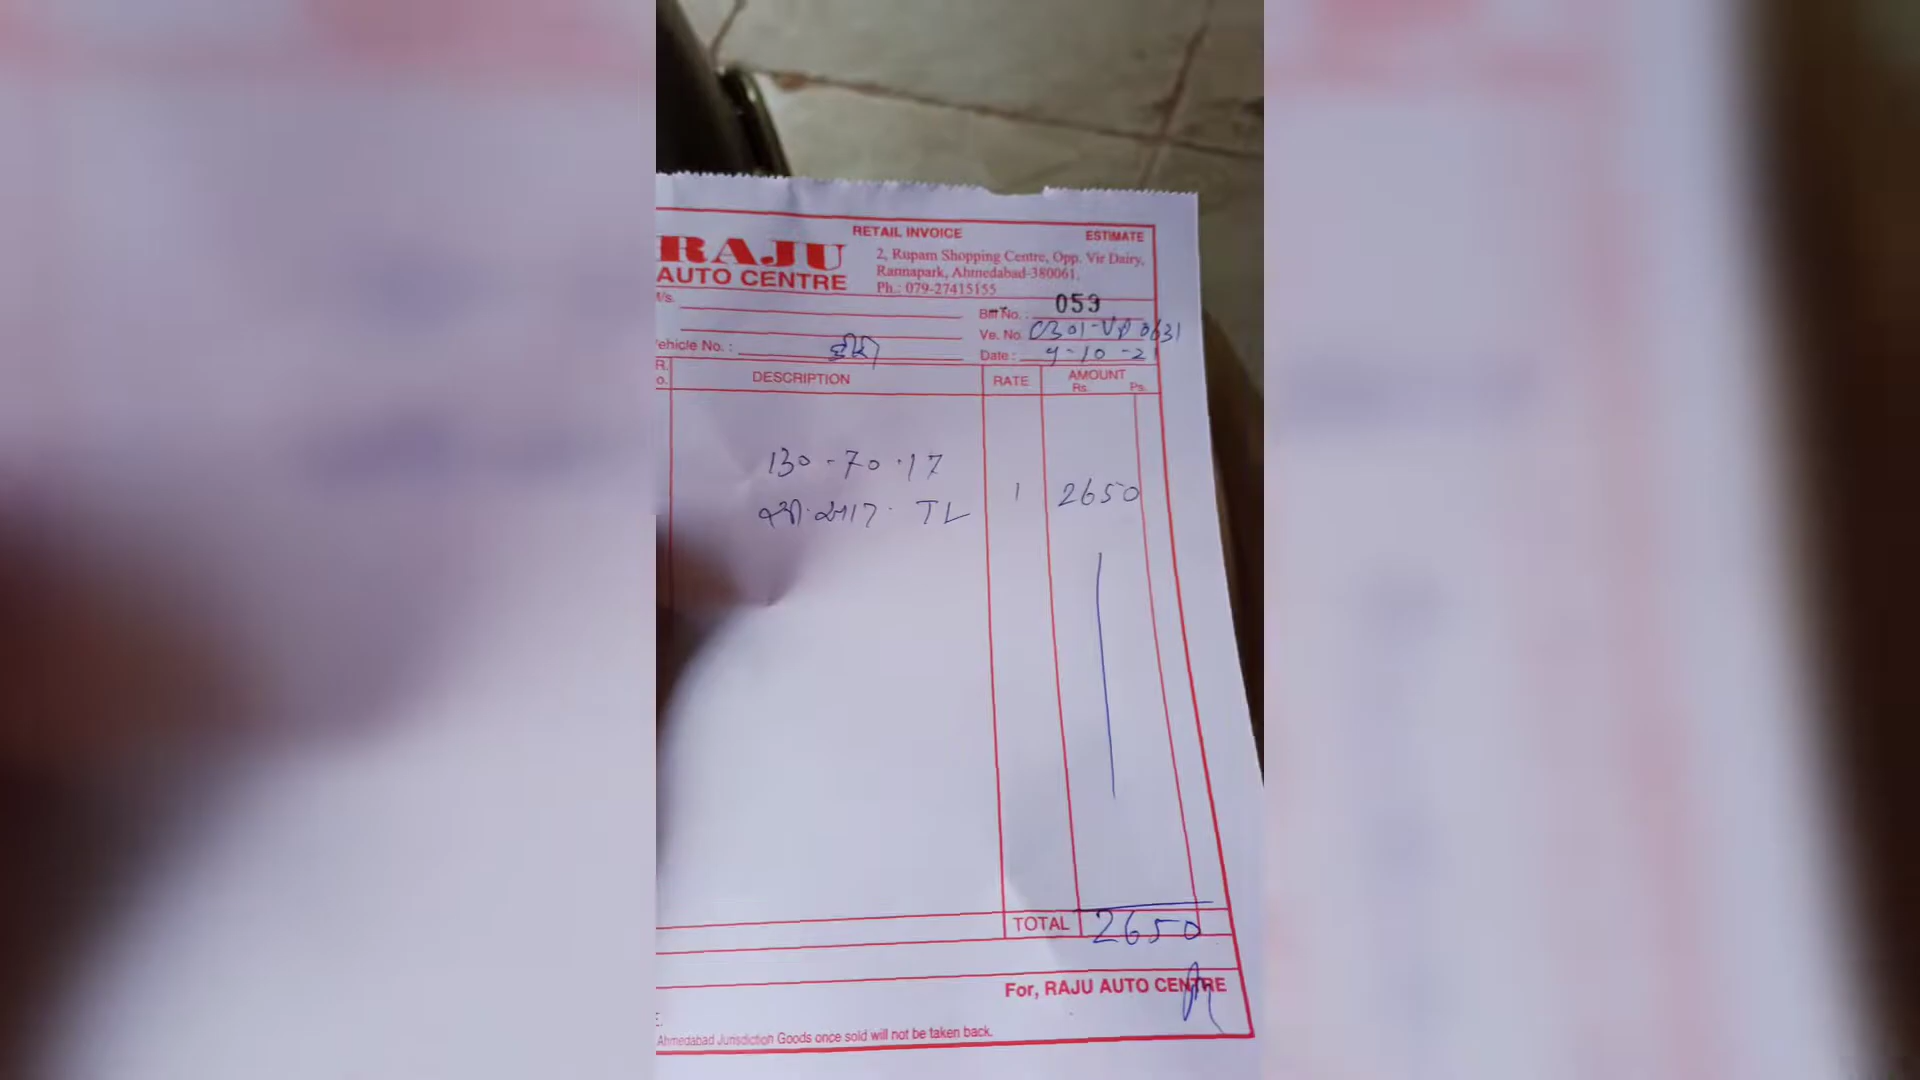 RETAIL INVOICE ESTIMATE
RAJU
AUTO CENTRE
2, Rupam Shopping Centre, Opp. Vir Dairy,
Rannapark, Ahmedabad-380061.
Ph.: 079-27415155
M/s.
Bill No. : 059
Ve. No.
ehicle No. :
Date : 9-10-21
R. DESCRIPTION RATE AMOUNT
o. Rs. Ps.
130-70-17
TL 1 2650
TOTAL 2650
For, RAJU AUTO CENTRE
E.
Ahmedabad Jurisdiction Goods once sold will not be taken back.